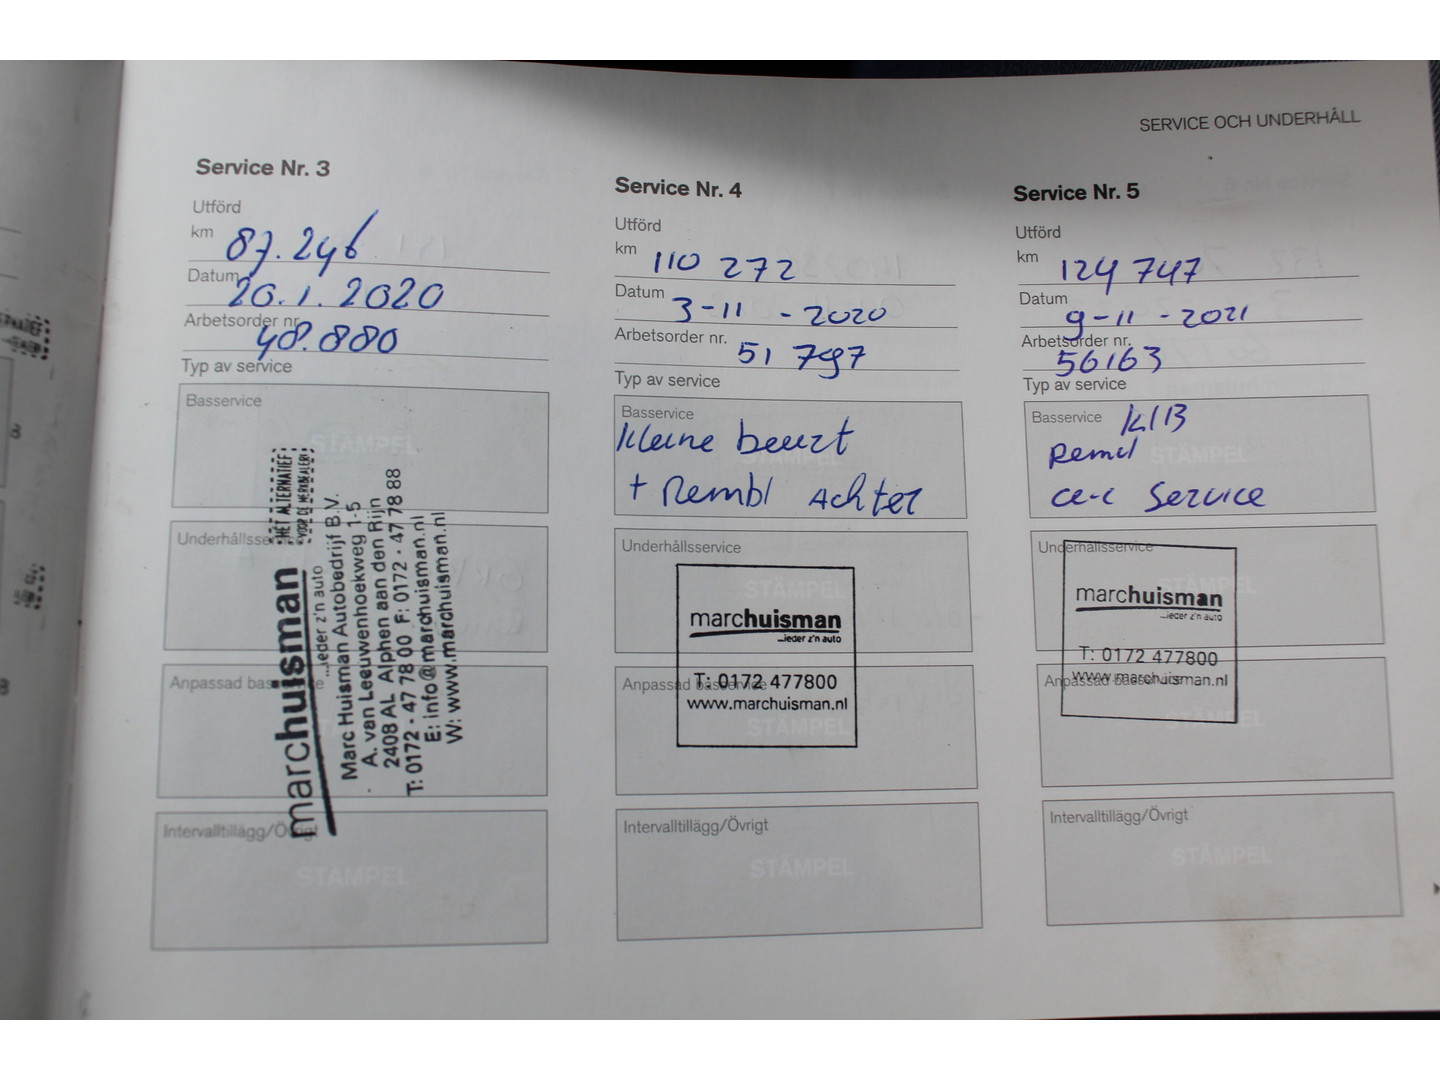 SERVICE OCH UNDERHÅLL
Service Nr. 3
Utförd
km 87.246
Datum 20.1.2020
Arbetsorder nr. 48.880
Typ av service
Basservice
STÄMPEL
Underhållsse
Anpassad bas e
Intervalltillägg/Övrigt
STÄMPEL
HET ALTERNATIEF
VOOR DE MERKDEALER!
marchuisman
...ieder z'n auto
Marc Huisman Autobedrijf B.V.
A. van Leeuwenhoekweg 1-5
2408 AL Alphen aan den Rijn
T: 0172 - 47 78 00 F: 0172 - 47 78 88
E: info@marchuisman.nl
W: www.marchuisman.nl
Service Nr. 4
Utförd
km 110 272
Datum 3-11-2020
Arbetsorder nr. 51 797
Typ av service
Basservice
kleine beurt
+ Rembl Achter
Underhållsservice
STÄMPEL
marchuisman
...ieder z'n auto
T: 0172 477800
Anpassad basservice
www.marchuisman.nl
STÄMPEL
Intervalltillägg/Övrigt
STÄMPEL
Service Nr. 5
Utförd
km 124 747
Datum 9-11-2021
Arbetsorder nr. 56163
Typ av service
Basservice KLB
STÄMPEL
Service
Underhållsservice
STÄMPEL
marchuisman
...ieder z'n auto
T: 0172 477800
Anpassad basservice
www.marchuisman.nl
STÄMPEL
Intervalltillägg/Övrigt
STÄMPEL